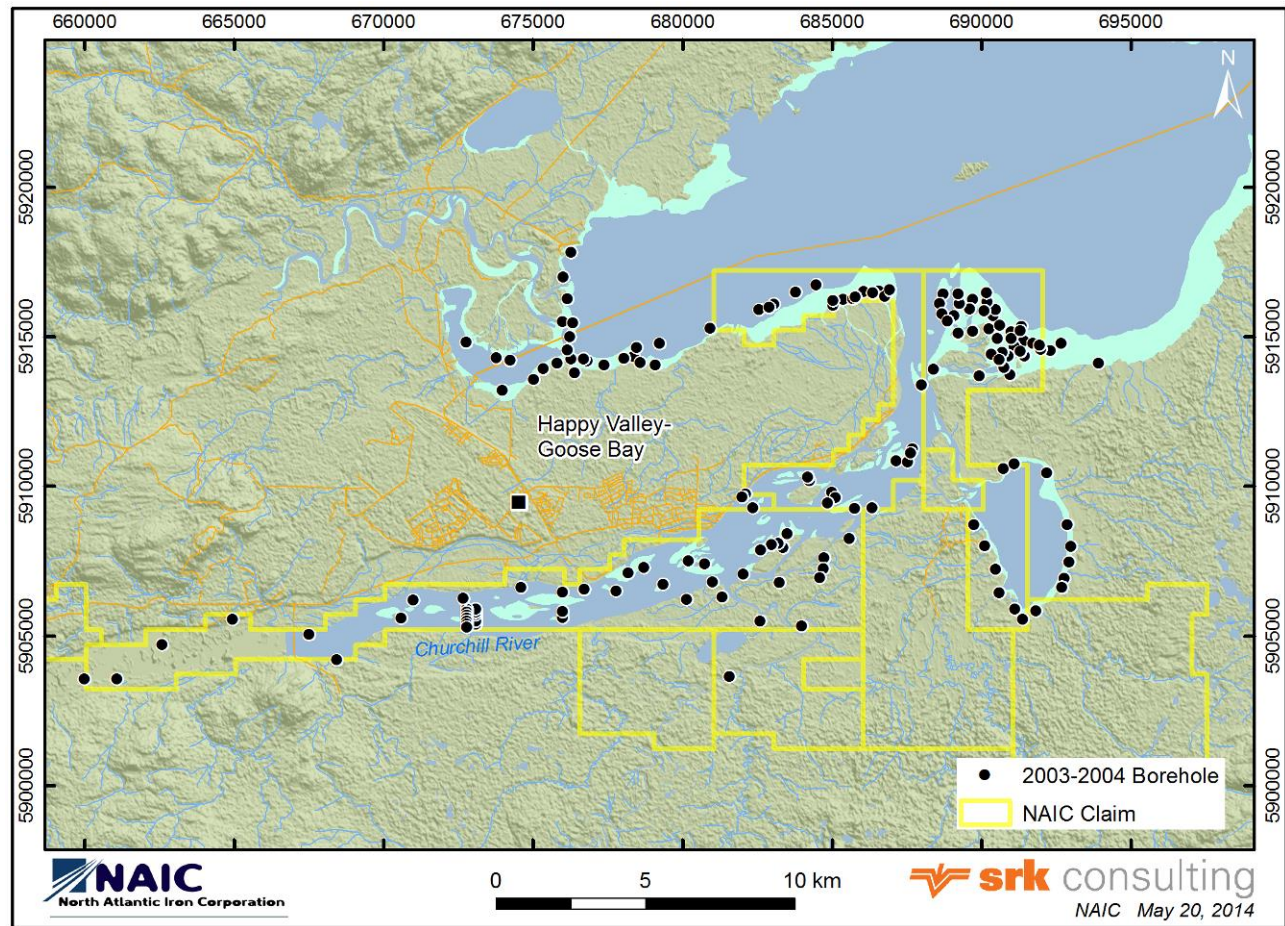 660000 665000 670000 675000 680000 685000 690000 695000
N
5920000 5920000
5915000 5915000
Happy Valley-
Goose Bay
5910000 5910000
5905000 5905000
Churchill River
5900000 5900000
2003-2004 Borehole
NAIC Claim
NAIC
North Atlantic Iron Corporation
0 5 10 km
srk consulting
NAIC May 20, 2014